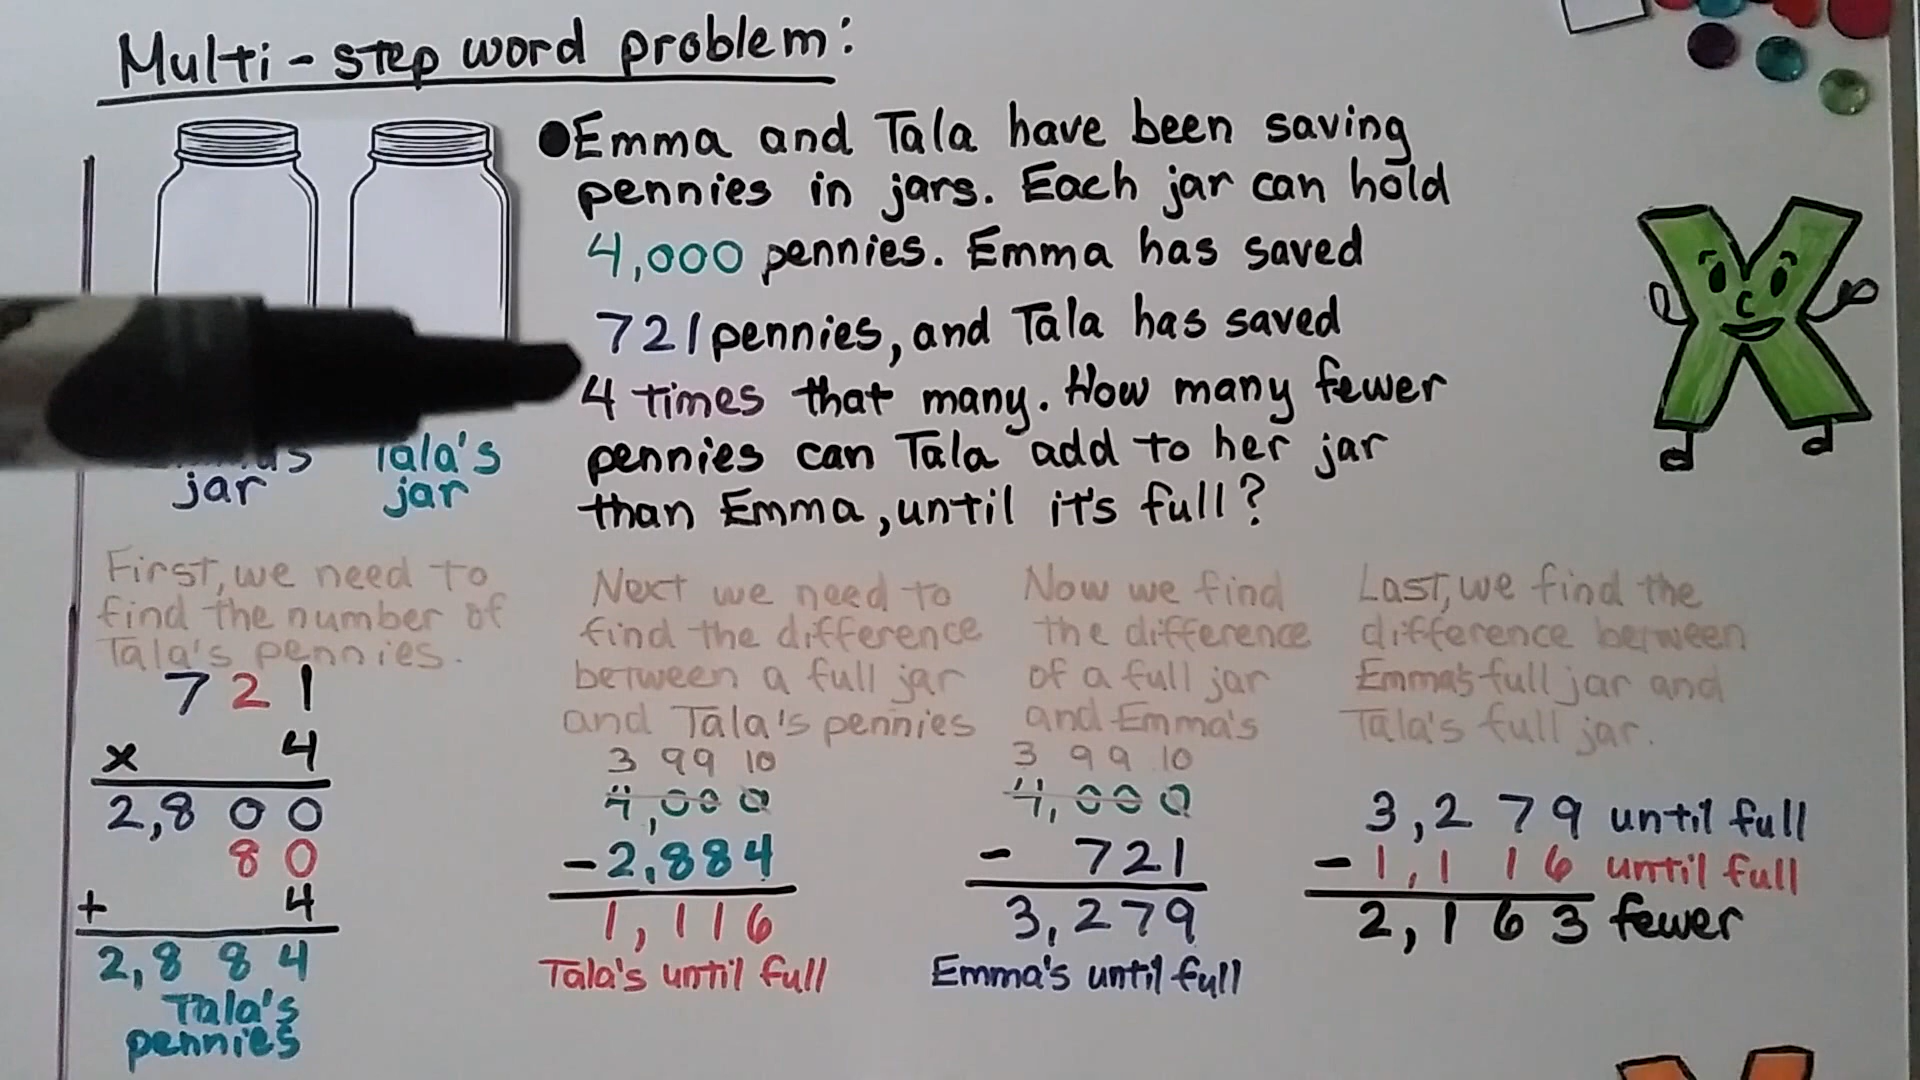 Multi-step word problem:
●Emma and Tala have been saving
pennies in jars. Each jar can hold
4,000 pennies. Emma has saved
721 pennies, and Tala has saved
4 times that many. How many fewer
pennies can Tala add to her jar
than Emma, until it's full?
jar
Tala's
jar
First, we need to
find the number of
Tala's pennies.
721
x 4
2,800
80
+ 4
2,884
Tala's
pennies
Next we need to
find the difference
between a full jar
and Tala's pennies
3 99 10
4,000
-2,884
1,116
Tala's until full
Now we find
the difference
of a full jar
and Emma's
3 99 10
4,000
- 721
3,279
Emma's until full
Last, we find the
difference between
Emma's full jar and
Tala's full jar.
3,279 until full
-1,116 until full
2,163 fewer